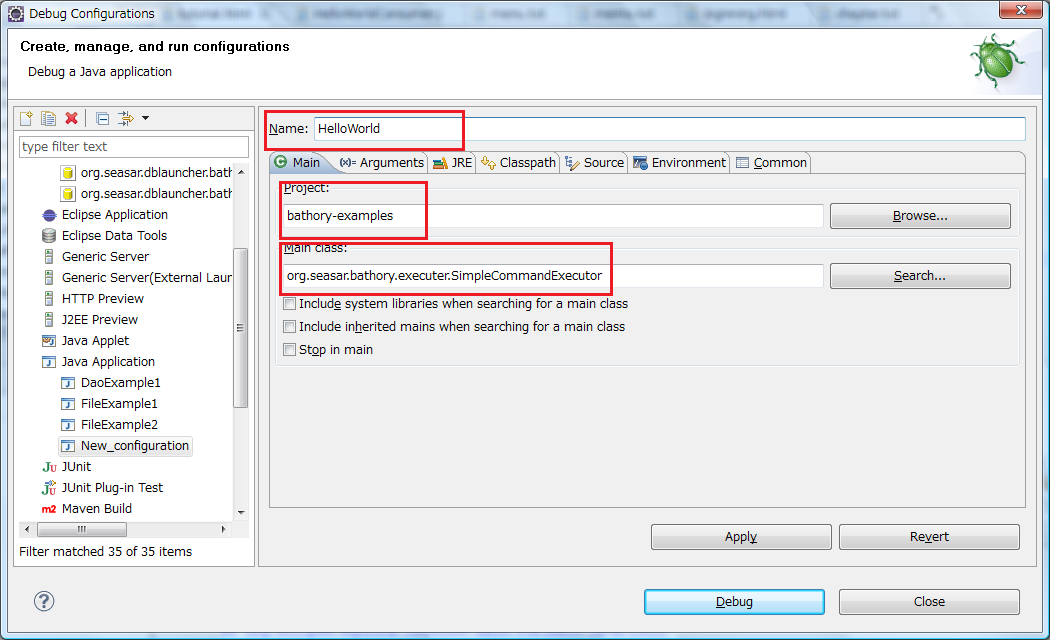 Debug Configurations
Create, manage, and run configurations
Debug a Java application
type filter text
org.seasar.dblauncher.bath
org.seasar.dblauncher.bath
Eclipse Application
Eclipse Data Tools
Generic Server
Generic Server(External Laun
HTTP Preview
J2EE Preview
Java Applet
Java Application
DaoExample1
FileExample1
FileExample2
New_configuration
JUnit
JUnit Plug-in Test
Maven Build
Filter matched 35 of 35 items
Name: HelloWorld
Main (x)= Arguments JRE Classpath Source Environment Common
Project:
bathory-examples Browse...
Main class:
org.seasar.bathory.executer.SimpleCommandExecutor Search...
Include system libraries when searching for a main class
Include inherited mains when searching for a main class
Stop in main
Apply Revert
Debug Close